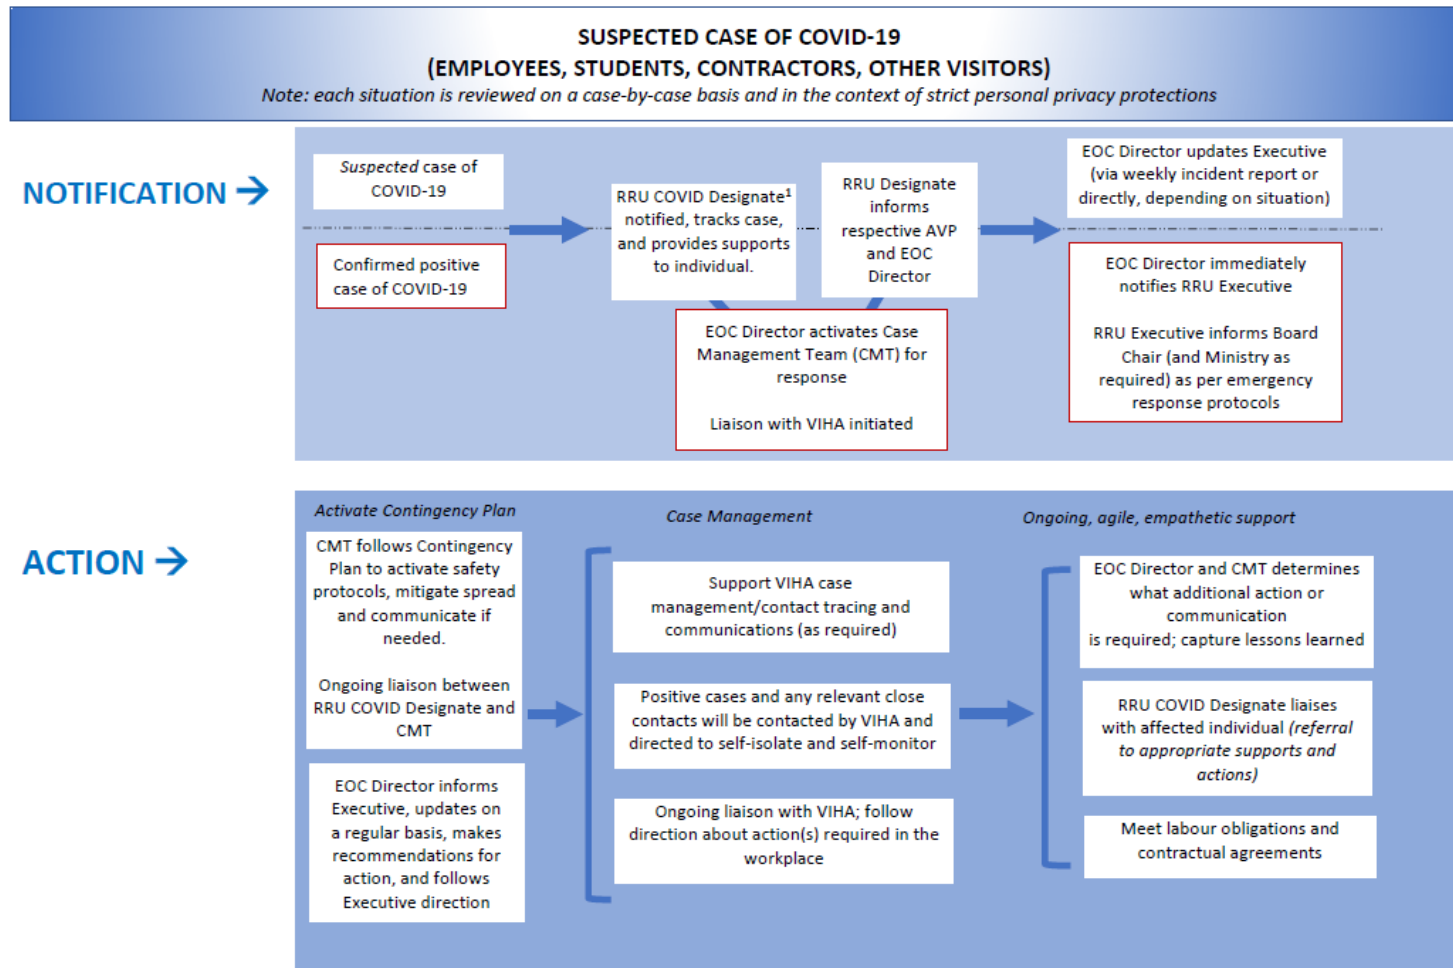 SUSPECTED CASE OF COVID-19
(EMPLOYEES, STUDENTS, CONTRACTORS, OTHER VISITORS)
Note: each situation is reviewed on a case-by-case basis and in the context of strict personal privacy protections
NOTIFICATION →
Suspected case of
COVID-19
Confirmed positive
case of COVID-19
RRU COVID Designate¹
notified, tracks case,
and provides supports
to individual.
RRU Designate
informs
respective AVP
and EOC
Director
EOC Director activates Case
Management Team (CMT) for
response
Liaison with VIHA initiated
EOC Director updates Executive
(via weekly incident report or
directly, depending on situation)
EOC Director immediately
notifies RRU Executive
RRU Executive informs Board
Chair (and Ministry as
required) as per emergency
response protocols
ACTION →
Activate Contingency Plan
CMT follows Contingency
Plan to activate safety
protocols, mitigate spread
and communicate if
needed.
Ongoing liaison between
RRU COVID Designate and
CMT
EOC Director informs
Executive, updates on
a regular basis, makes
recommendations for
action, and follows
Executive direction
Case Management
Support VIHA case
management/contact tracing and
communications (as required)
Positive cases and any relevant close
contacts will be contacted by VIHA and
directed to self-isolate and self-monitor
Ongoing liaison with VIHA; follow
direction about action(s) required in the
workplace
Ongoing, agile, empathetic support
EOC Director and CMT determines
what additional action or
communication
is required; capture lessons learned
RRU COVID Designate liaises
with affected individual (referral
to appropriate supports and
actions)
Meet labour obligations and
contractual agreements